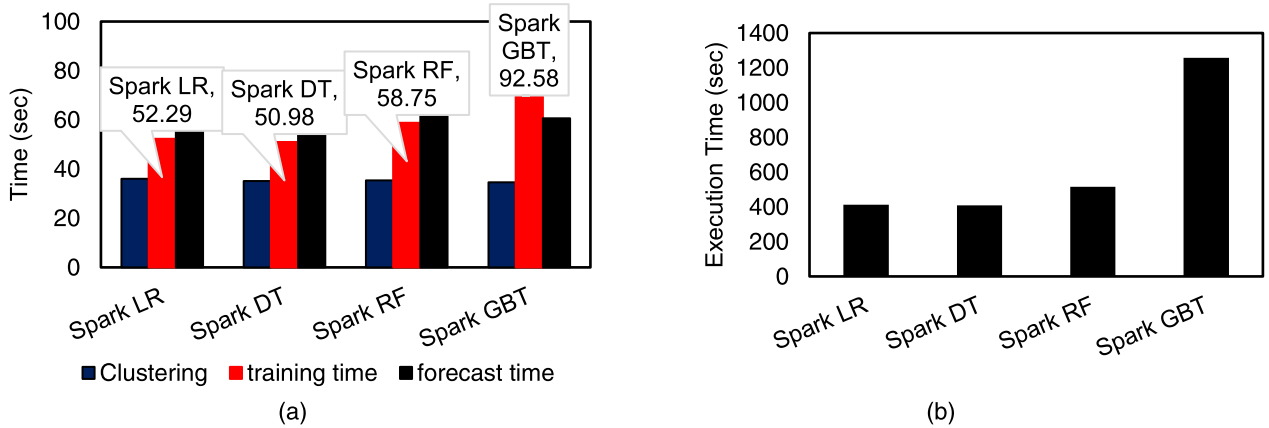 100
80
60
40
20
0
Time (sec)
Spark LR,
52.29
Spark DT,
50.98
Spark RF,
58.75
Spark
GBT,
92.58
Spark LR
Spark DT
Spark RF
Spark GBT
Clustering
training time
forecast time
(a)
1400
1200
1000
800
600
400
200
0
Execution Time (sec)
Spark LR
Spark DT
Spark RF
Spark GBT
(b)